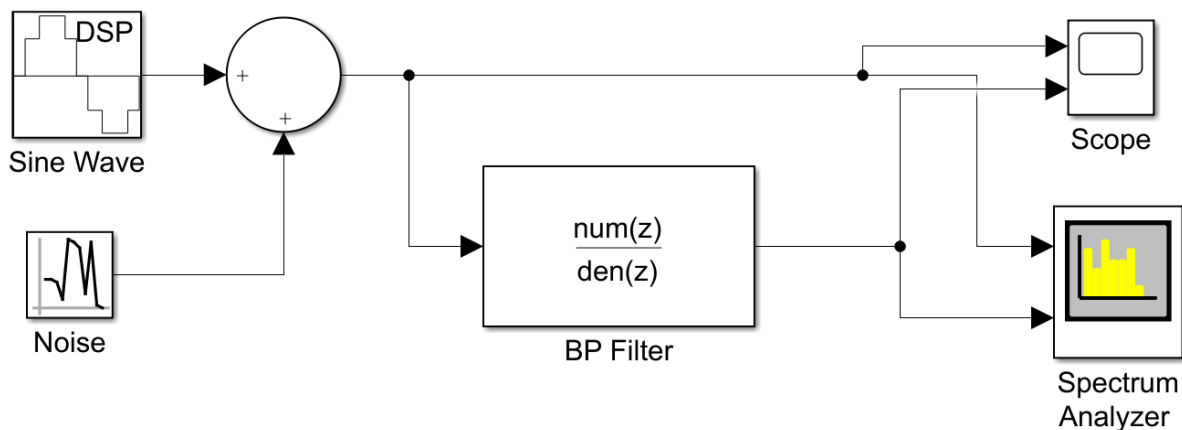 DSP
+
+
Sine Wave
Scope
num(z)
den(z)
Noise
BP Filter
Spectrum
Analyzer